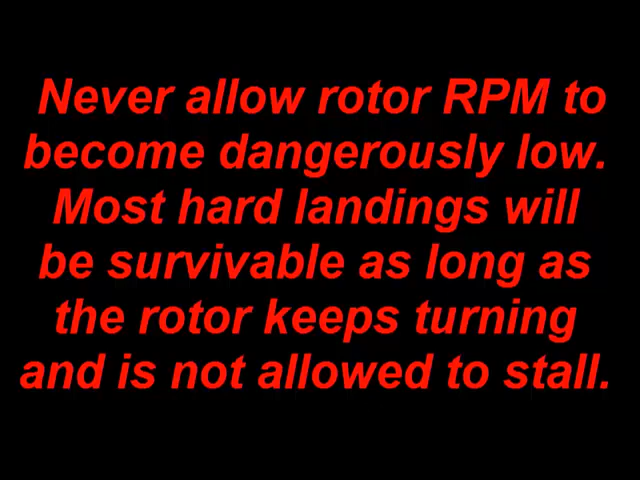 Never allow rotor RPM to
become dangerously low.
Most hard landings will
be survivable as long as
the rotor keeps turning
and is not allowed to stall.